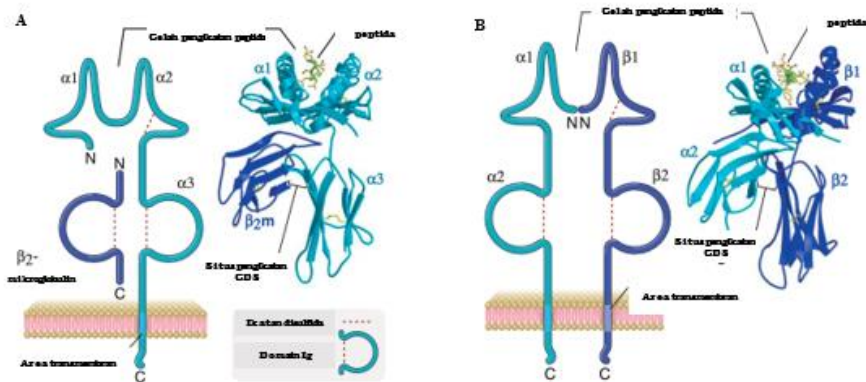 A
Celah pengikatan peptida
peptida
α1
α2
α1
α2
N
N
α3
α3
β2m
β2-
mikroglobulin
Situs pengikatan
CD8
C
Ikatan disulfida
Domain Ig
Area transmembran
C
B
Celah pengikatan peptida
peptida
α1
β1
α1
β1
N
N
α2
α2
β2
β2
Situs pengikatan
Area transmembran
C
C